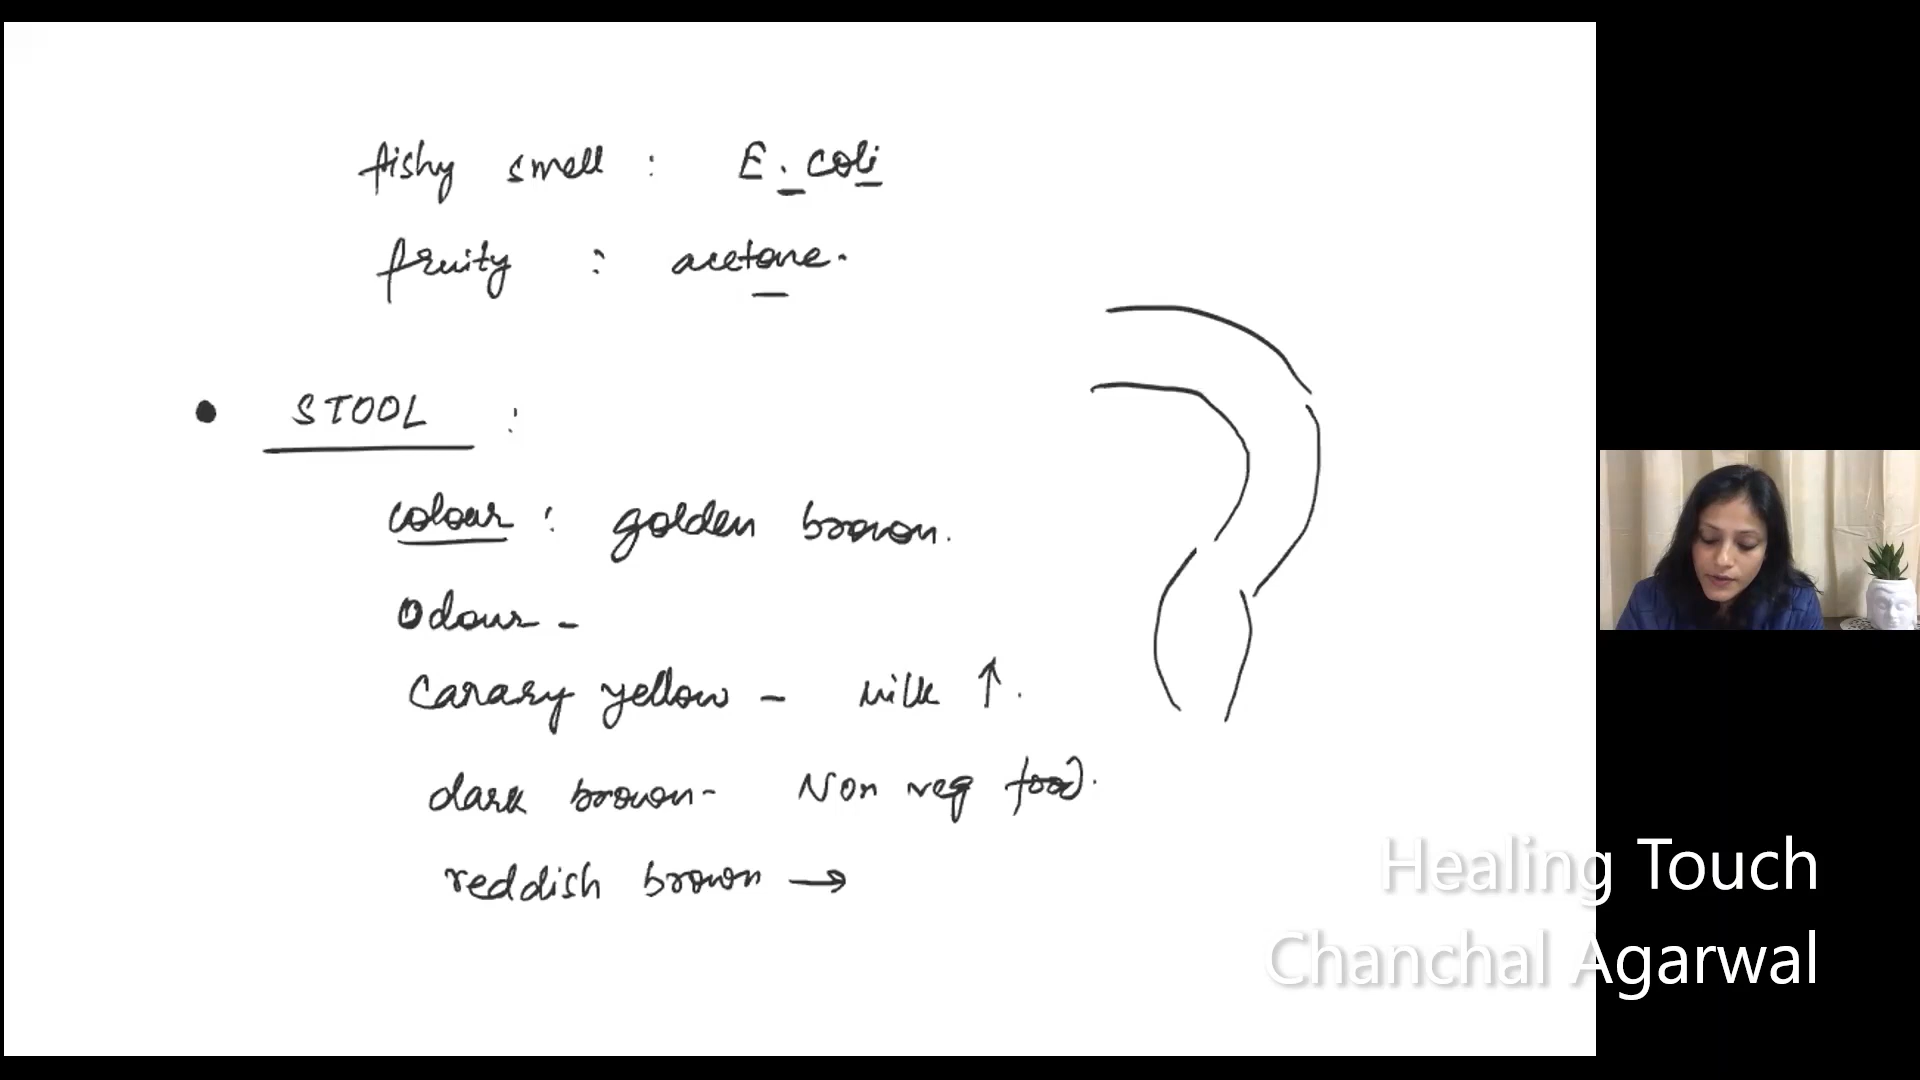 fishy smell : E. coli
fruity : acetone.
• STOOL :
colour : golden brown.
Odour -
Canary yellow - milk ↑.
dark brown - Non veg food.
reddish brown →
Healing Touch
Chanchal Agarwal